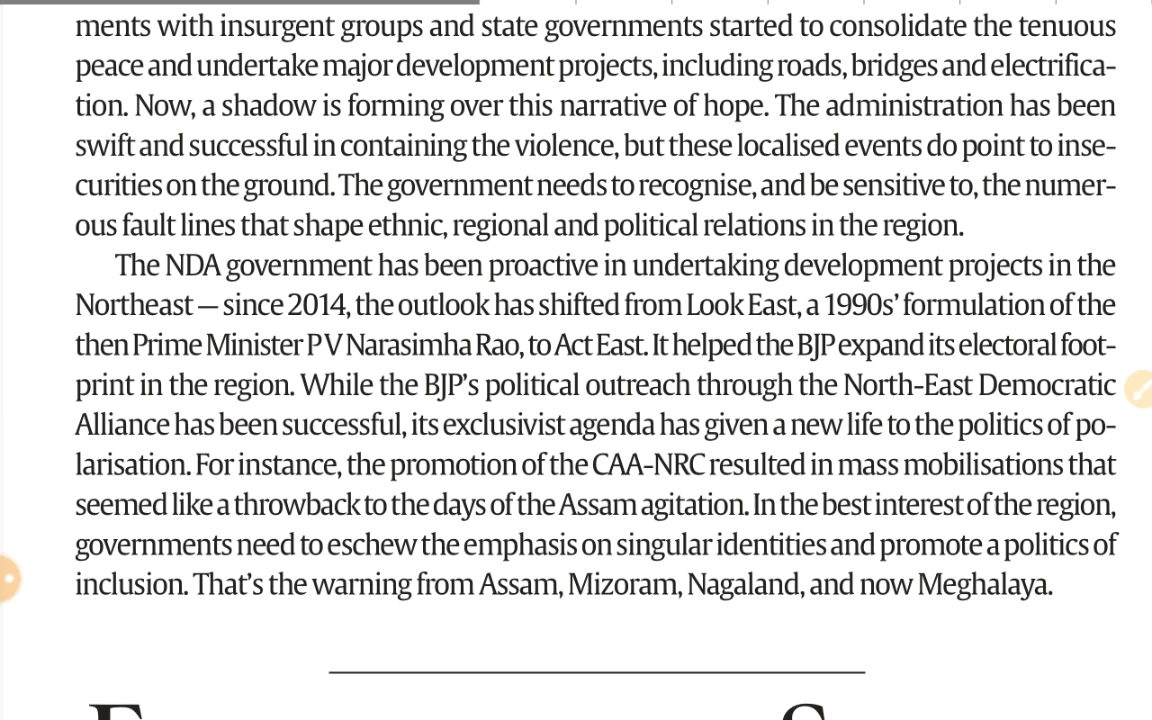 ments with insurgent groups and state governments started to consolidate the tenuous
peace and undertake major development projects, including roads, bridges and electrifica-
tion. Now, a shadow is forming over this narrative of hope. The administration has been
swift and successful in containing the violence, but these localised events do point to inse-
curities on the ground. The government needs to recognise, and be sensitive to, the numer-
ous fault lines that shape ethnic, regional and political relations in the region.
The NDA government has been proactive in undertaking development projects in the
Northeast — since 2014, the outlook has shifted from Look East, a 1990s’ formulation of the
then Prime Minister P V Narasimha Rao, to Act East. It helped the BJP expand its electoral foot-
print in the region. While the BJP’s political outreach through the North-East Democratic
Alliance has been successful, its exclusivist agenda has given a new life to the politics of po-
larisation. For instance, the promotion of the CAA-NRC resulted in mass mobilisations that
seemed like a throwback to the days of the Assam agitation. In the best interest of the region,
governments need to eschew the emphasis on singular identities and promote a politics of
inclusion. That’s the warning from Assam, Mizoram, Nagaland, and now Meghalaya.